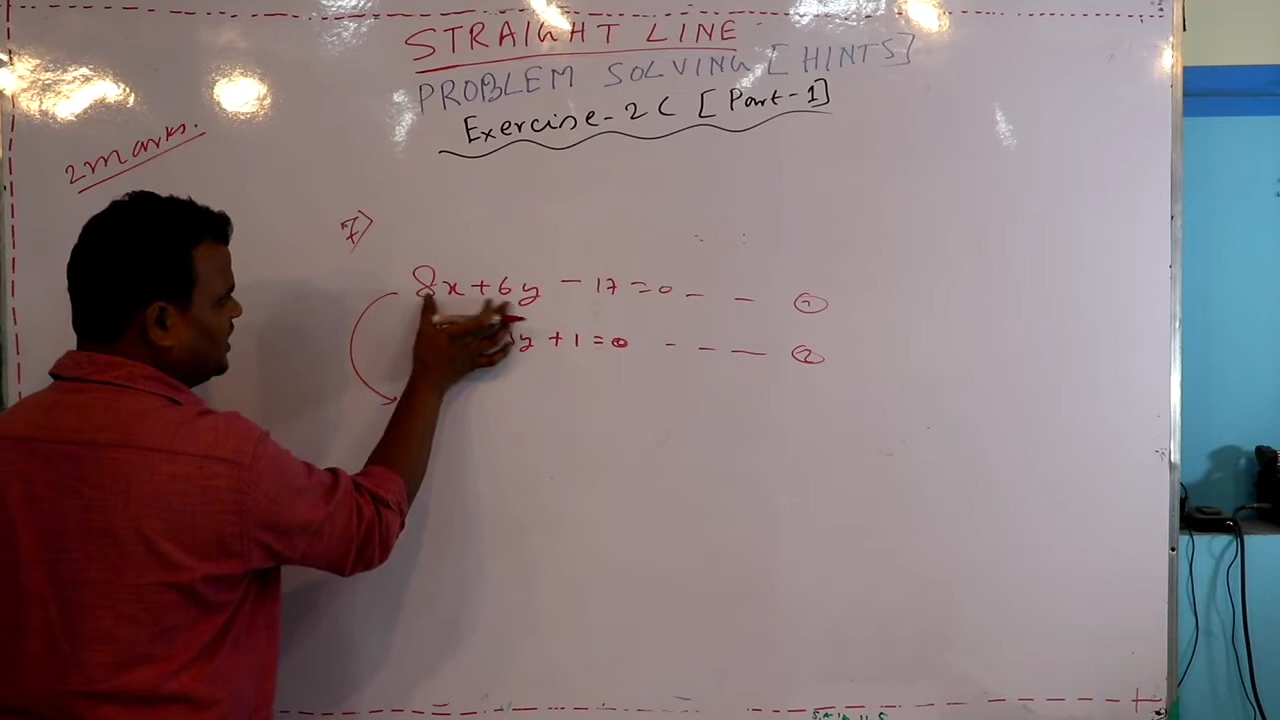 STRAIGHT LINE
PROBLEM SOLVING [HINTS]
Exercise-2C [Part-1]
2marks.
7>
8x+6y - 17 = 0 - - - ①
y + 1 = 0 - - - ②